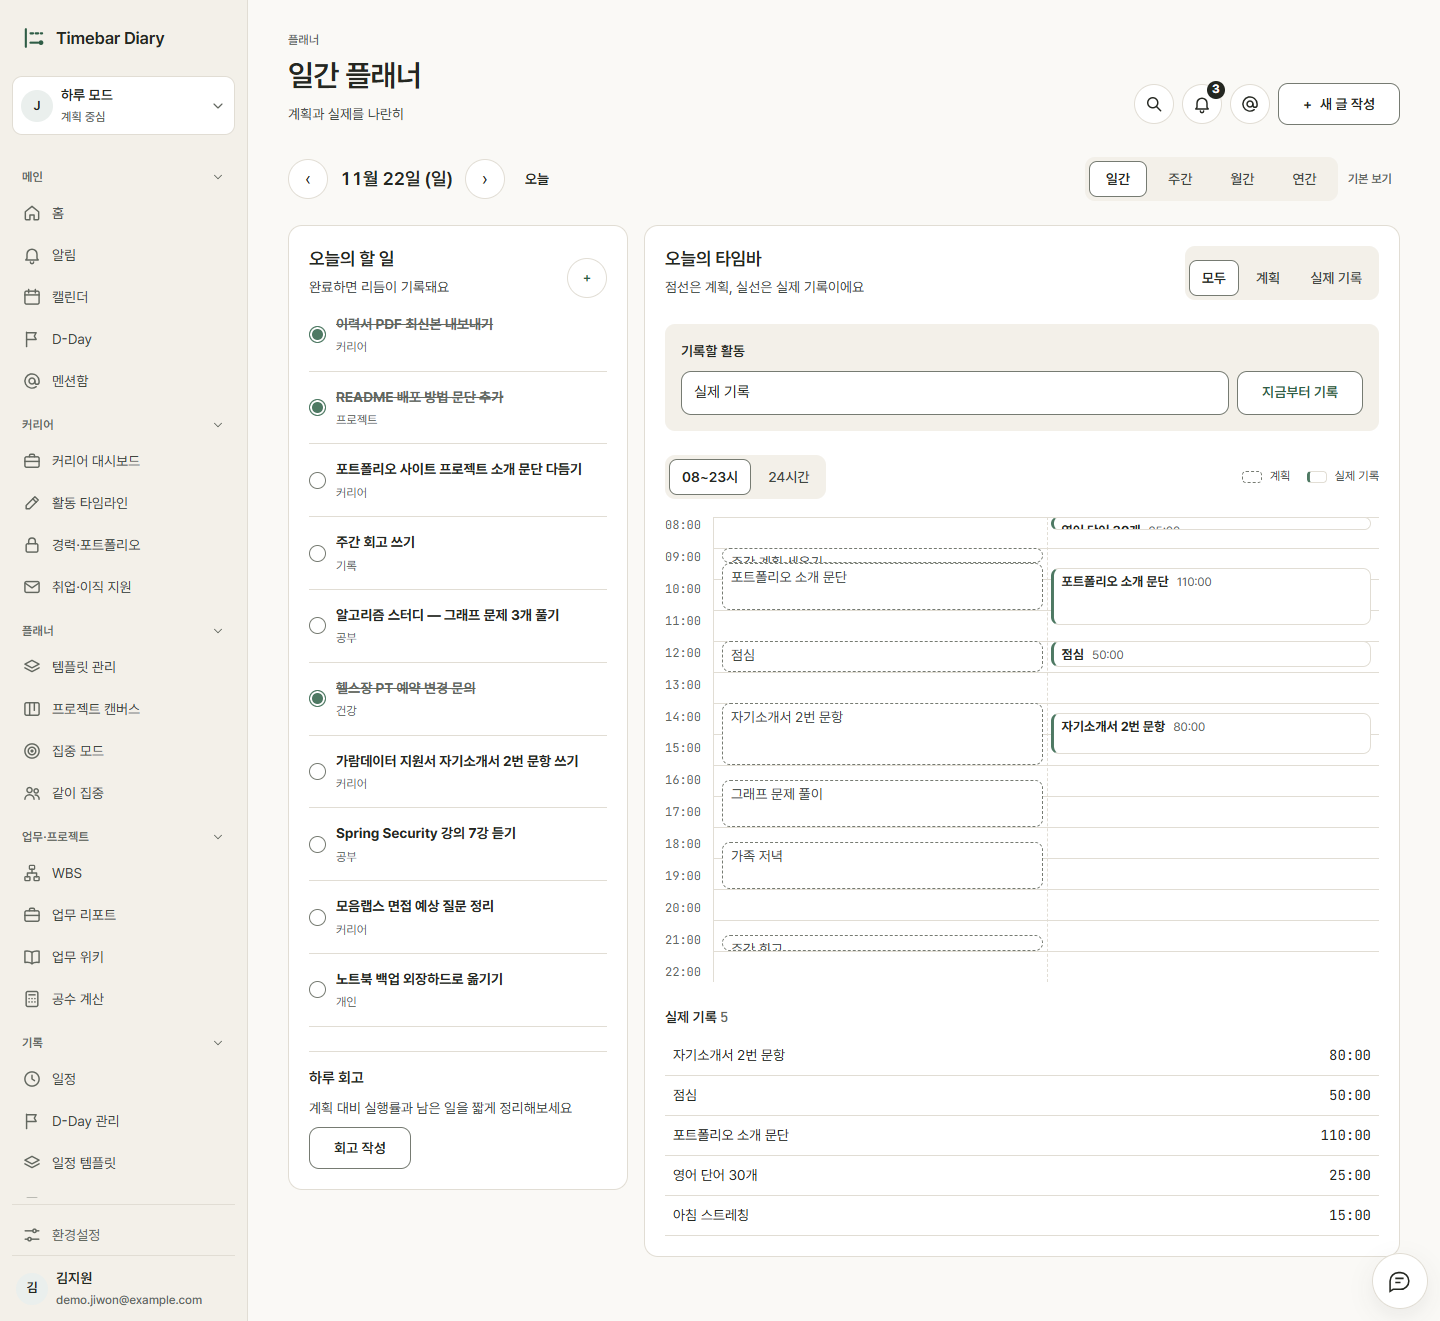 Timebar Diary
J
하루 모드
계획 중심
메인
홈
알림
캘린더
D-Day
멘션함
커리어
커리어 대시보드
활동 타임라인
경력·포트폴리오
취업·이직 지원
플래너
템플릿 관리
프로젝트 캔버스
집중 모드
같이 집중
업무·프로젝트
WBS
업무 리포트
업무 위키
공수 계산
기록
일정
D-Day 관리
일정 템플릿
환경설정
김
김지원
demo.jiwon@example.com
플래너
일간 플래너
계획과 실제를 나란히
3
+ 새 글 작성
‹ 11월 22일 (일) › 오늘
일간 주간 월간 연간 기본 보기
오늘의 할 일
완료하면 리듬이 기록돼요
+
이력서 PDF 최신본 내보내기
커리어
README 배포 방법 문단 추가
프로젝트
포트폴리오 사이트 프로젝트 소개 문단 다듬기
커리어
주간 회고 쓰기
기록
알고리즘 스터디 — 그래프 문제 3개 풀기
공부
헬스장 PT 예약 변경 문의
건강
가람데이터 지원서 자기소개서 2번 문항 쓰기
커리어
Spring Security 강의 7강 듣기
공부
모음랩스 면접 예상 질문 정리
커리어
노트북 백업 외장하드로 옮기기
개인
하루 회고
계획 대비 실행률과 남은 일을 짧게 정리해보세요
회고 작성
오늘의 타임바
점선은 계획, 실선은 실제 기록이에요
모두 계획 실제 기록
기록할 활동
실제 기록
지금부터 기록
08~23시 24시간
계획 실제 기록
08:00
영어 단어 30개 25:00
09:00
주간 계획 세우기
포트폴리오 소개 문단
포트폴리오 소개 문단 110:00
10:00
11:00
12:00
점심
점심 50:00
13:00
14:00
자기소개서 2번 문항
자기소개서 2번 문항 80:00
15:00
16:00
그래프 문제 풀이
17:00
18:00
가족 저녁
19:00
20:00
21:00
주간 회고
22:00
실제 기록 5
자기소개서 2번 문항 80:00
점심 50:00
포트폴리오 소개 문단 110:00
영어 단어 30개 25:00
아침 스트레칭 15:00